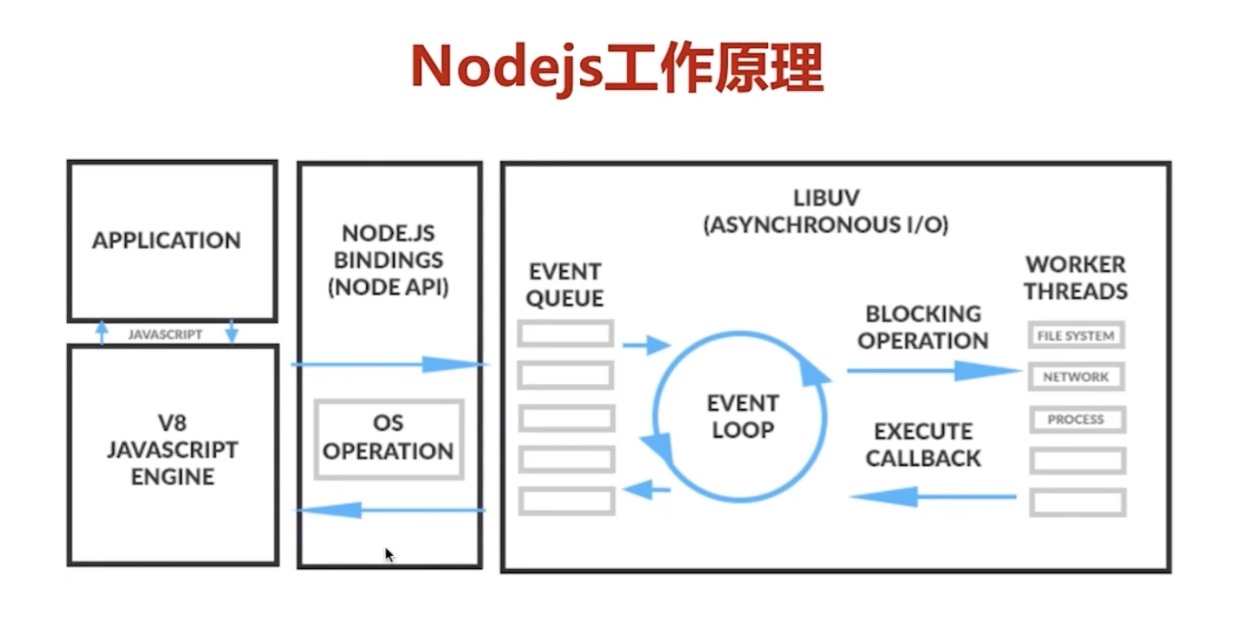 Nodejs工作原理
APPLICATION
JAVASCRIPT
V8
JAVASCRIPT
ENGINE
NODE.JS
BINDINGS
(NODE API)
OS
OPERATION
LIBUV
(ASYNCHRONOUS I/O)
EVENT
QUEUE
EVENT
LOOP
BLOCKING
OPERATION
EXECUTE
CALLBACK
WORKER
THREADS
FILE SYSTEM
NETWORK
PROCESS